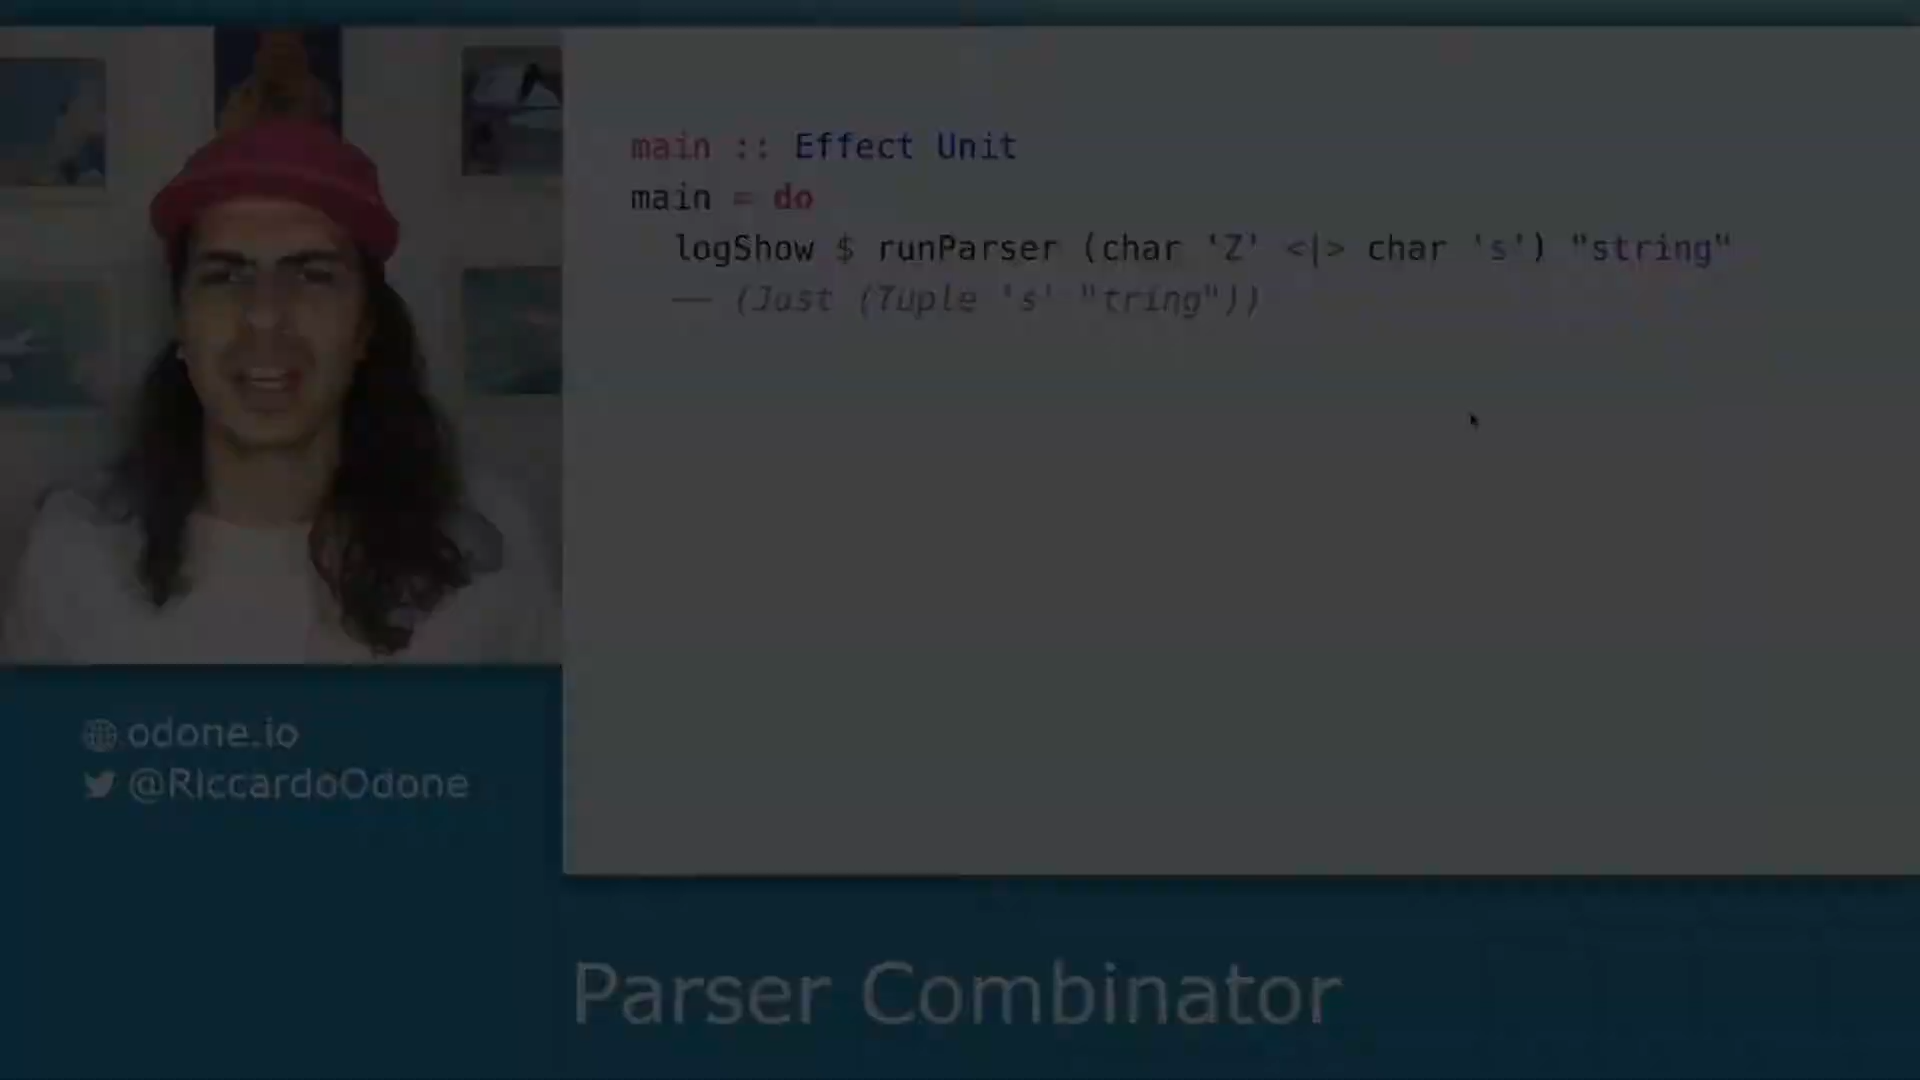 main :: Effect Unit
main = do
logShow $ runParser (char 'Z' <|> char 's') "string"
-- (Just (Tuple 's' "tring"))
odone.io
@RiccardoOdone
Parser Combinator